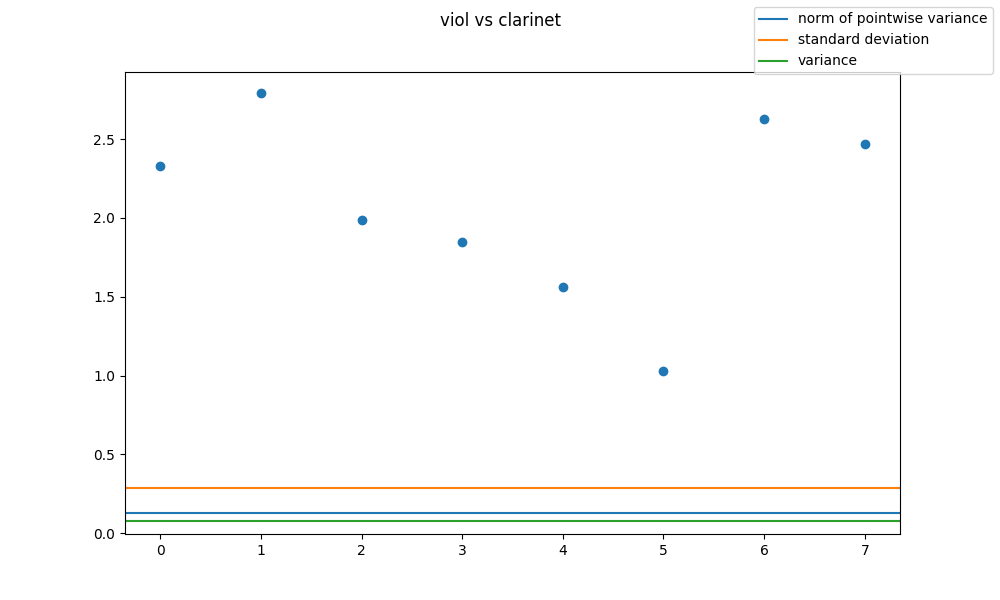 viol vs clarinet
norm of pointwise variance
standard deviation
variance
2.5
2.0
1.5
1.0
0.5
0.0
0 1 2 3 4 5 6 7